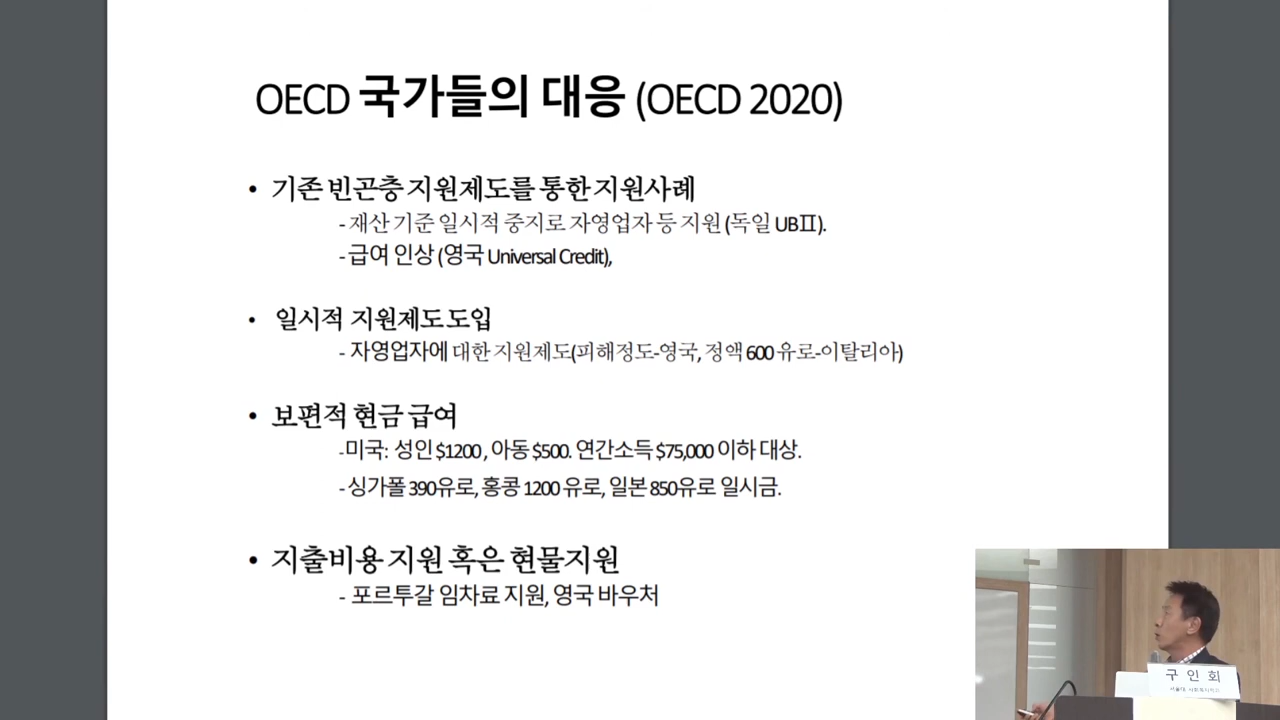 OECD 국가들의 대응 (OECD 2020)
• 기존 빈곤층 지원제도를 통한 지원사례
- 재산 기준 일시적 중지로 자영업자 등 지원 (독일 UBⅡ).
- 급여 인상 (영국 Universal Credit),
• 일시적 지원제도 도입
- 자영업자에 대한 지원제도(피해정도-영국, 정액 600 유로-이탈리아)
• 보편적 현금 급여
- 미국: 성인 $1200 , 아동 $500. 연간소득 $75,000 이하 대상.
- 싱가폴 390유로, 홍콩 1200 유로, 일본 850유로 일시금.
• 지출비용 지원 혹은 현물지원
- 포르투갈 임차료 지원, 영국 바우처
구 인 회
서울대, 사회복지학과